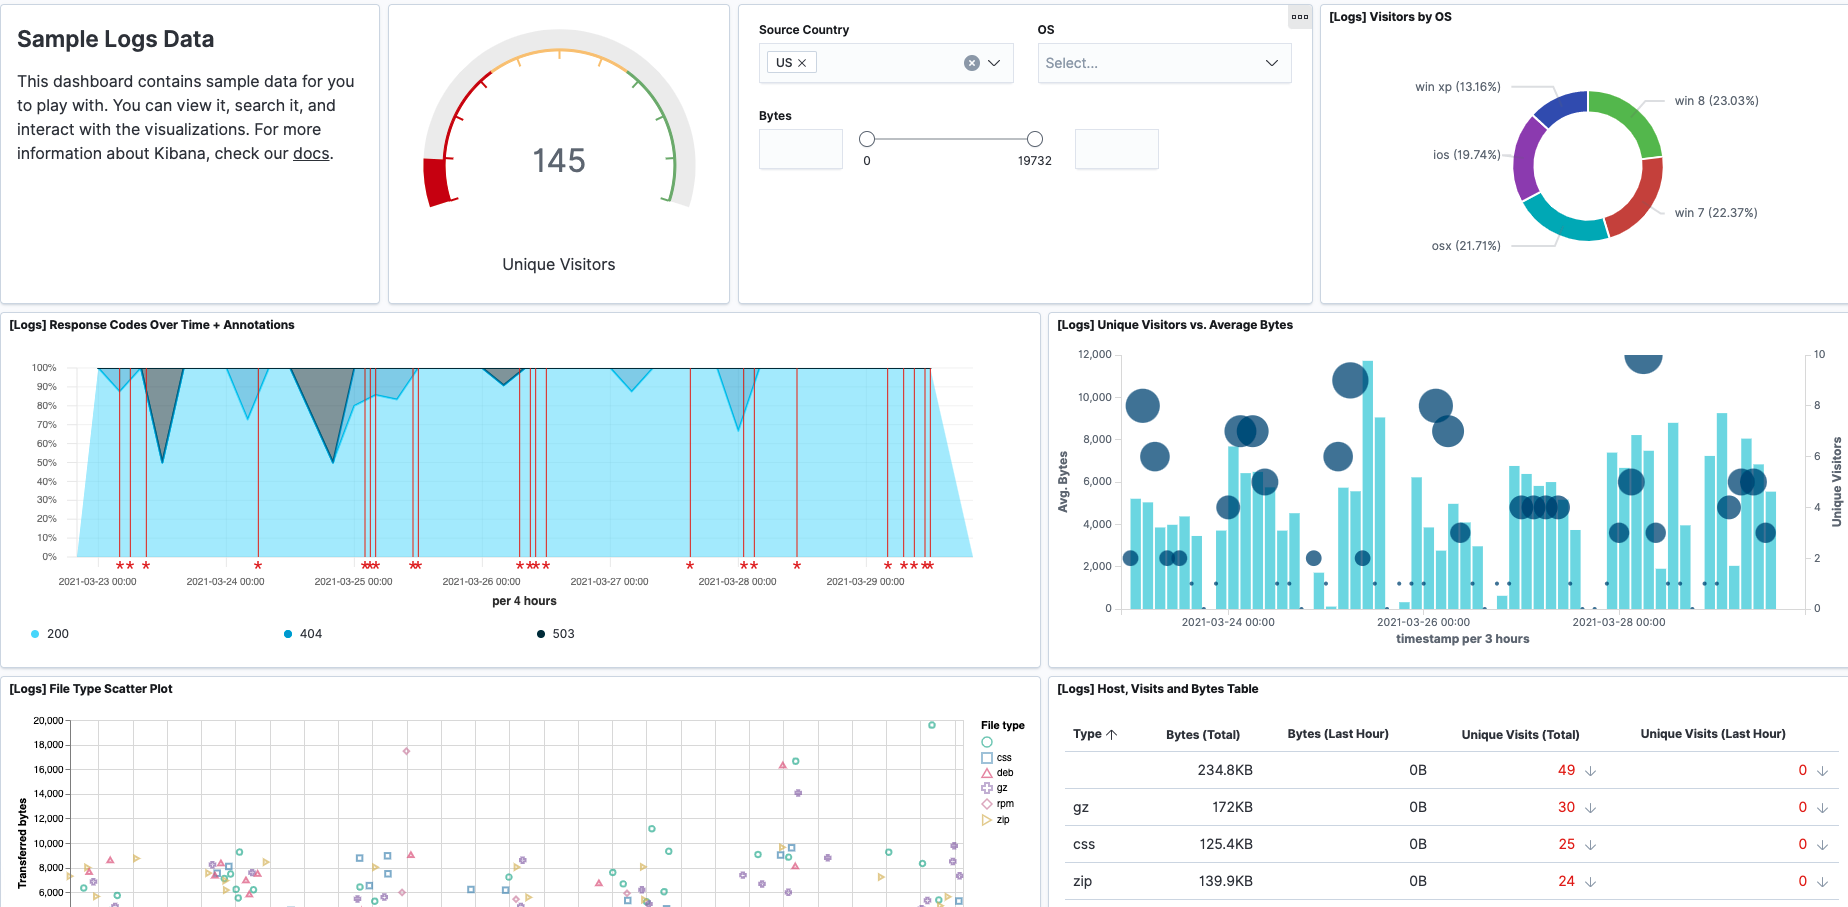 Sample Logs Data
This dashboard contains sample data for you
to play with. You can view it, search it, and
interact with the visualizations. For more
information about Kibana, check our docs.
145
Unique Visitors
Source Country
US
OS
Select...
Bytes
0
19732
[Logs] Visitors by OS
win xp (13.16%)
win 8 (23.03%)
ios (19.74%)
win 7 (22.37%)
osx (21.71%)
[Logs] Response Codes Over Time + Annotations
100%
90%
80%
70%
60%
50%
40%
30%
20%
10%
0%
2021-03-23 00:00
2021-03-24 00:00
2021-03-25 00:00
2021-03-26 00:00
2021-03-27 00:00
2021-03-28 00:00
2021-03-29 00:00
per 4 hours
200
404
503
[Logs] Unique Visitors vs. Average Bytes
Avg. Bytes
12,000
10,000
8,000
6,000
4,000
2,000
0
10
8
6
4
2
0
Unique Visitors
2021-03-24 00:00
2021-03-26 00:00
2021-03-28 00:00
timestamp per 3 hours
[Logs] File Type Scatter Plot
Transferred bytes
20,000
18,000
16,000
14,000
12,000
10,000
8,000
6,000
File type
css
deb
gz
rpm
zip
[Logs] Host, Visits and Bytes Table
Type Bytes (Total) Bytes (Last Hour) Unique Visits (Total) Unique Visits (Last Hour)
234.8KB 0B 49 0
gz 172KB 0B 30 0
css 125.4KB 0B 25 0
zip 139.9KB 0B 24 0